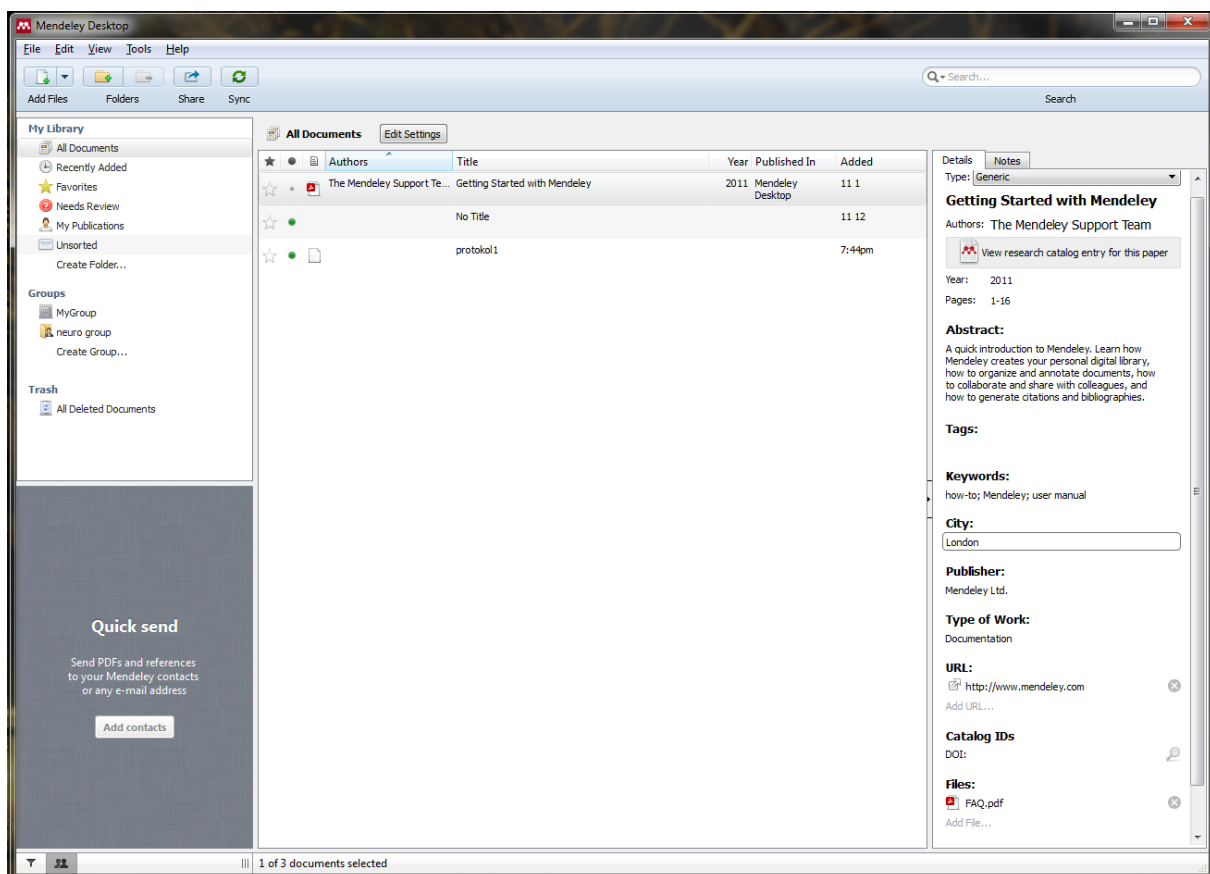 Mendeley Desktop
File Edit View Tools Help
Search...
Add Files Folders Share Sync Search
My Library
All Documents
Recently Added
Favorites
Needs Review
My Publications
Unsorted
Create Folder...
Groups
MyGroup
neuro group
Create Group...
Trash
All Deleted Documents
Quick send
Send PDFs and references
to your Mendeley contacts
or any e-mail address
Add contacts
All Documents Edit Settings
Authors Title Year Published In Added
The Mendeley Support Te... Getting Started with Mendeley 2011 Mendeley 11 1
Desktop
No Title 11 12
protokol1 7:44pm
1 of 3 documents selected
Details Notes
Type: Generic
Getting Started with Mendeley
Authors: The Mendeley Support Team
View research catalog entry for this paper
Year: 2011
Pages: 1-16
Abstract:
A quick introduction to Mendeley. Learn how
Mendeley creates your personal digital library,
how to organize and annotate documents, how
to collaborate and share with colleagues, and
how to generate citations and bibliographies.
Tags:
Keywords:
how-to; Mendeley; user manual
City:
London
Publisher:
Mendeley Ltd.
Type of Work:
Documentation
URL:
http://www.mendeley.com
Add URL...
Catalog IDs
DOI:
Files:
FAQ.pdf
Add File...